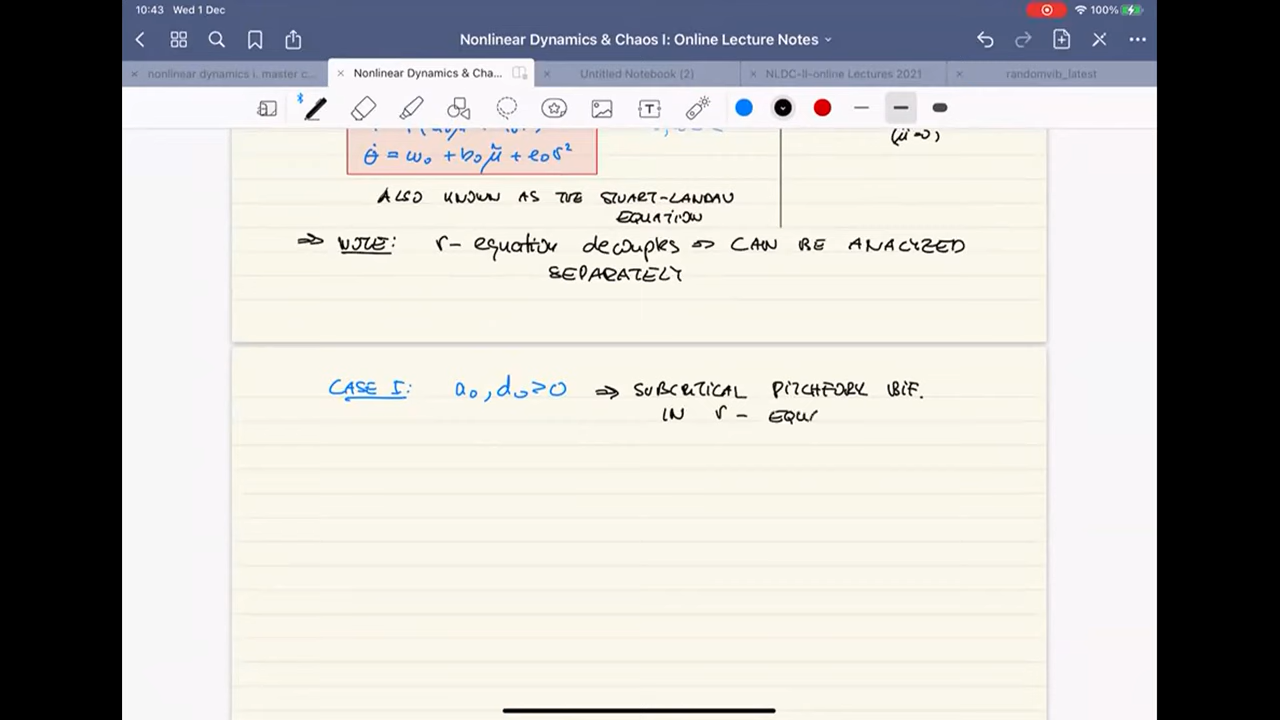 10:43 Wed 1 Dec
100%
Nonlinear Dynamics & Chaos I: Online Lecture Notes
nonlinear dynamics i. master c...
Nonlinear Dynamics & Cha...
Untitled Notebook (2)
NLDC-II-online Lectures 2021
randomvib_latest
θ̇ = ω₀ + b₀μ̃ + e₀r²
(μ̃=0)
ALSO KNOWN AS THE STUART-LANDAU
EQUATION
⇒ NOTE: r- equation decouples ⇒ CAN BE ANALYZED
SEPARATELY
CASE I: a₀, d₀>0 ⇒ SUBCRITICAL PITCHFORK BIF.
IN r- EQU